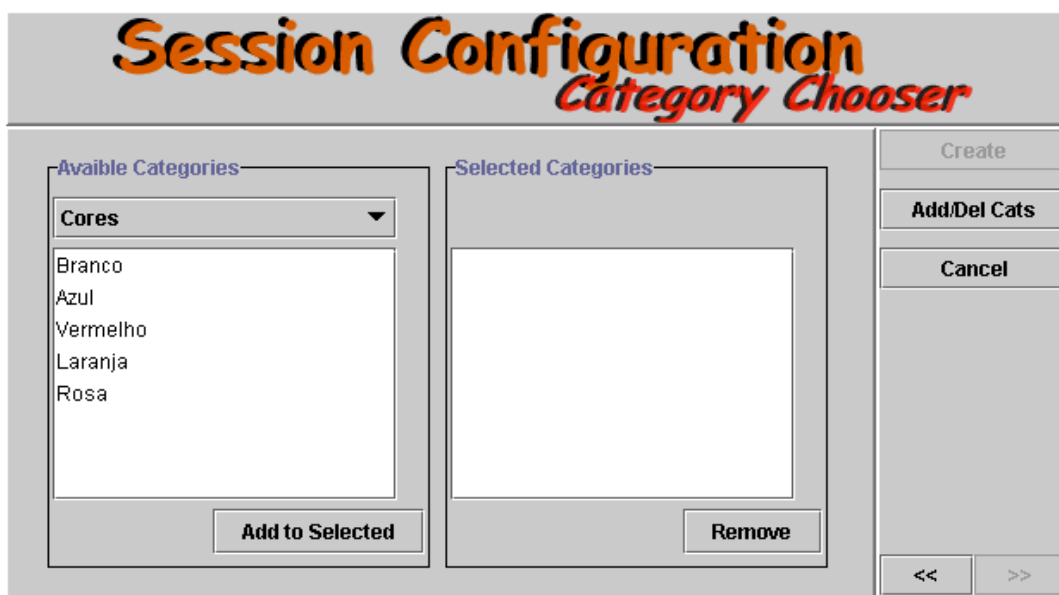 Session Configuration
Category Chooser
Avaible Categories
Cores
Branco
Azul
Vermelho
Laranja
Rosa
Add to Selected
Selected Categories
Remove
Create
Add/Del Cats
Cancel
<< >>